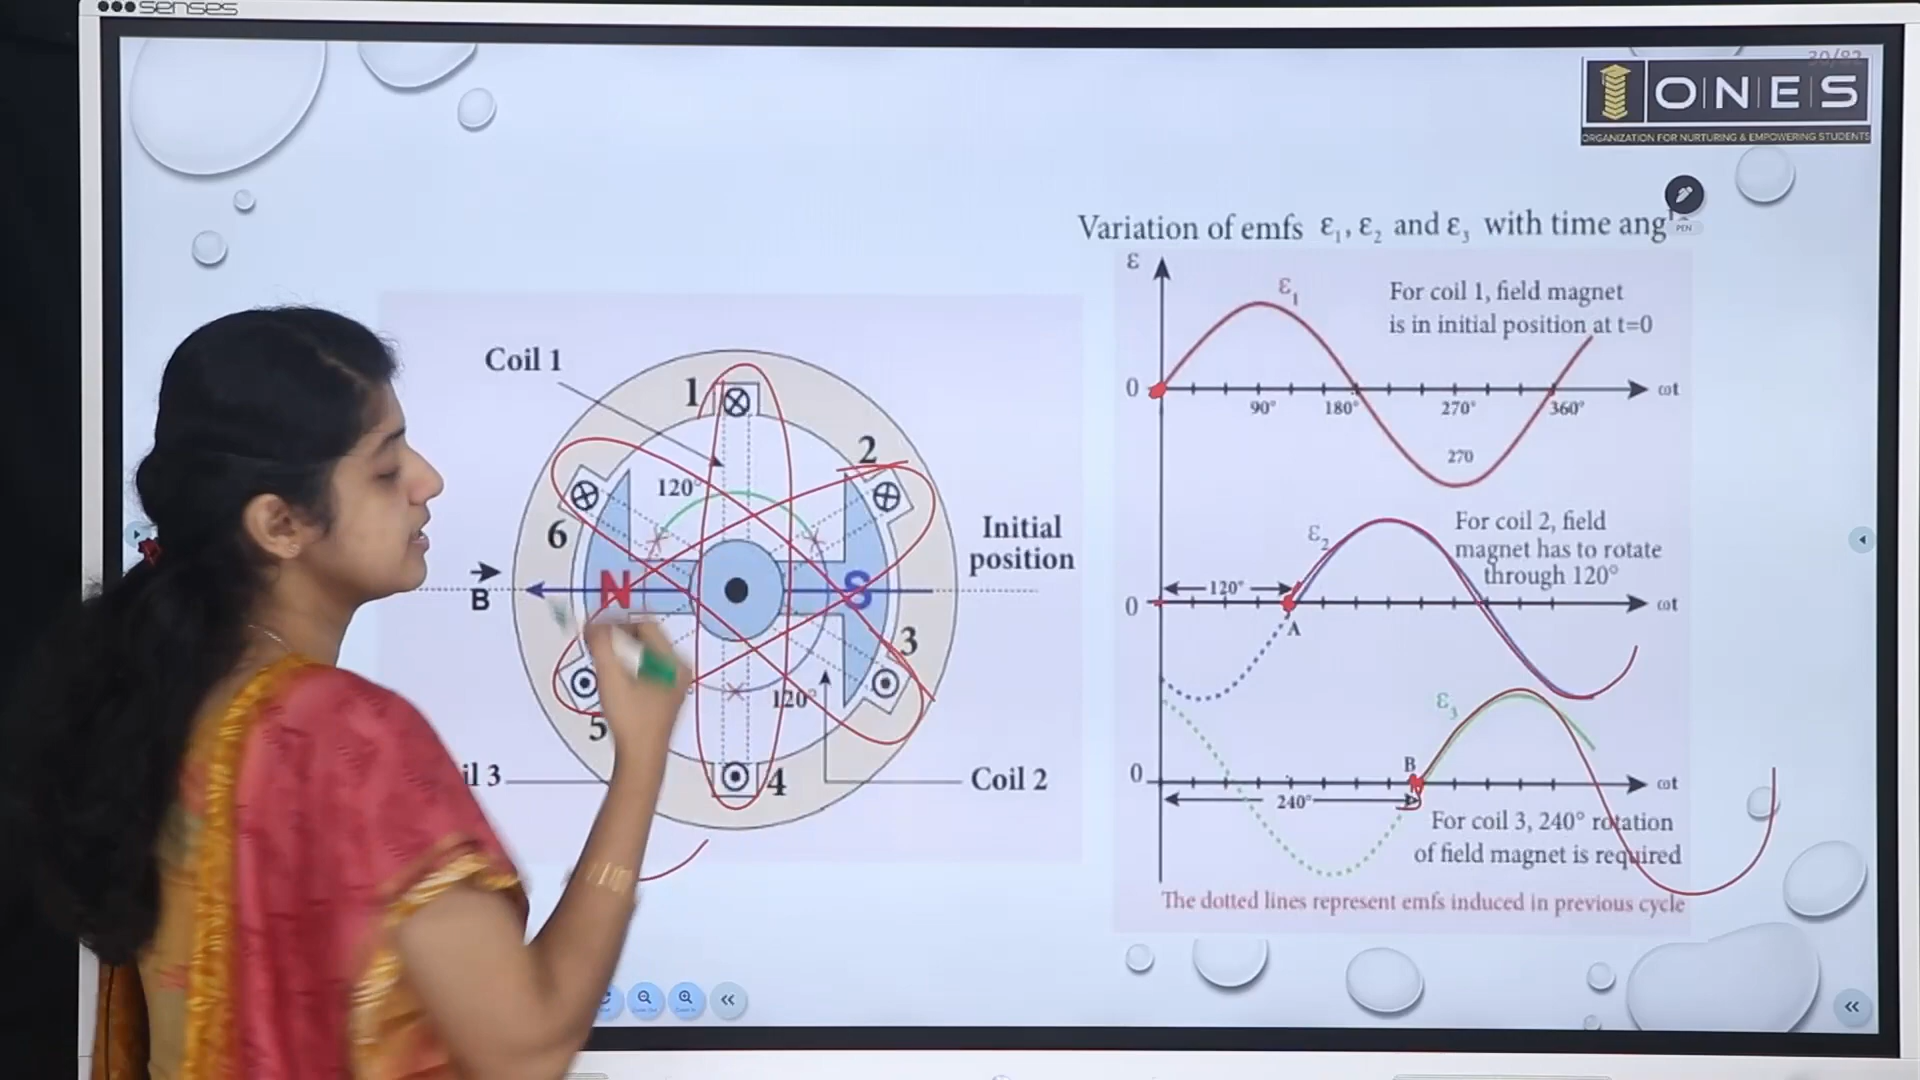 senses
30/82
ONES
ORGANIZATION FOR NURTURING & EMPOWERING STUDENTS
PEN
Variation of emfs ε₁, ε₂ and ε₃ with time angl
ε
ε₁
For coil 1, field magnet
is in initial position at t=0
0
ωt
90°
180°
270°
360°
270
ε₂
For coil 2, field
magnet has to rotate
through 120°
120°
0
ωt
A
ε₃
B
0
ωt
240°
For coil 3, 240° rotation
of field magnet is required
The dotted lines represent emfs induced in previous cycle
Coil 1
1
2
120°
6
Initial
position
B
N
S
3
120°
5
il 3
4
Coil 2